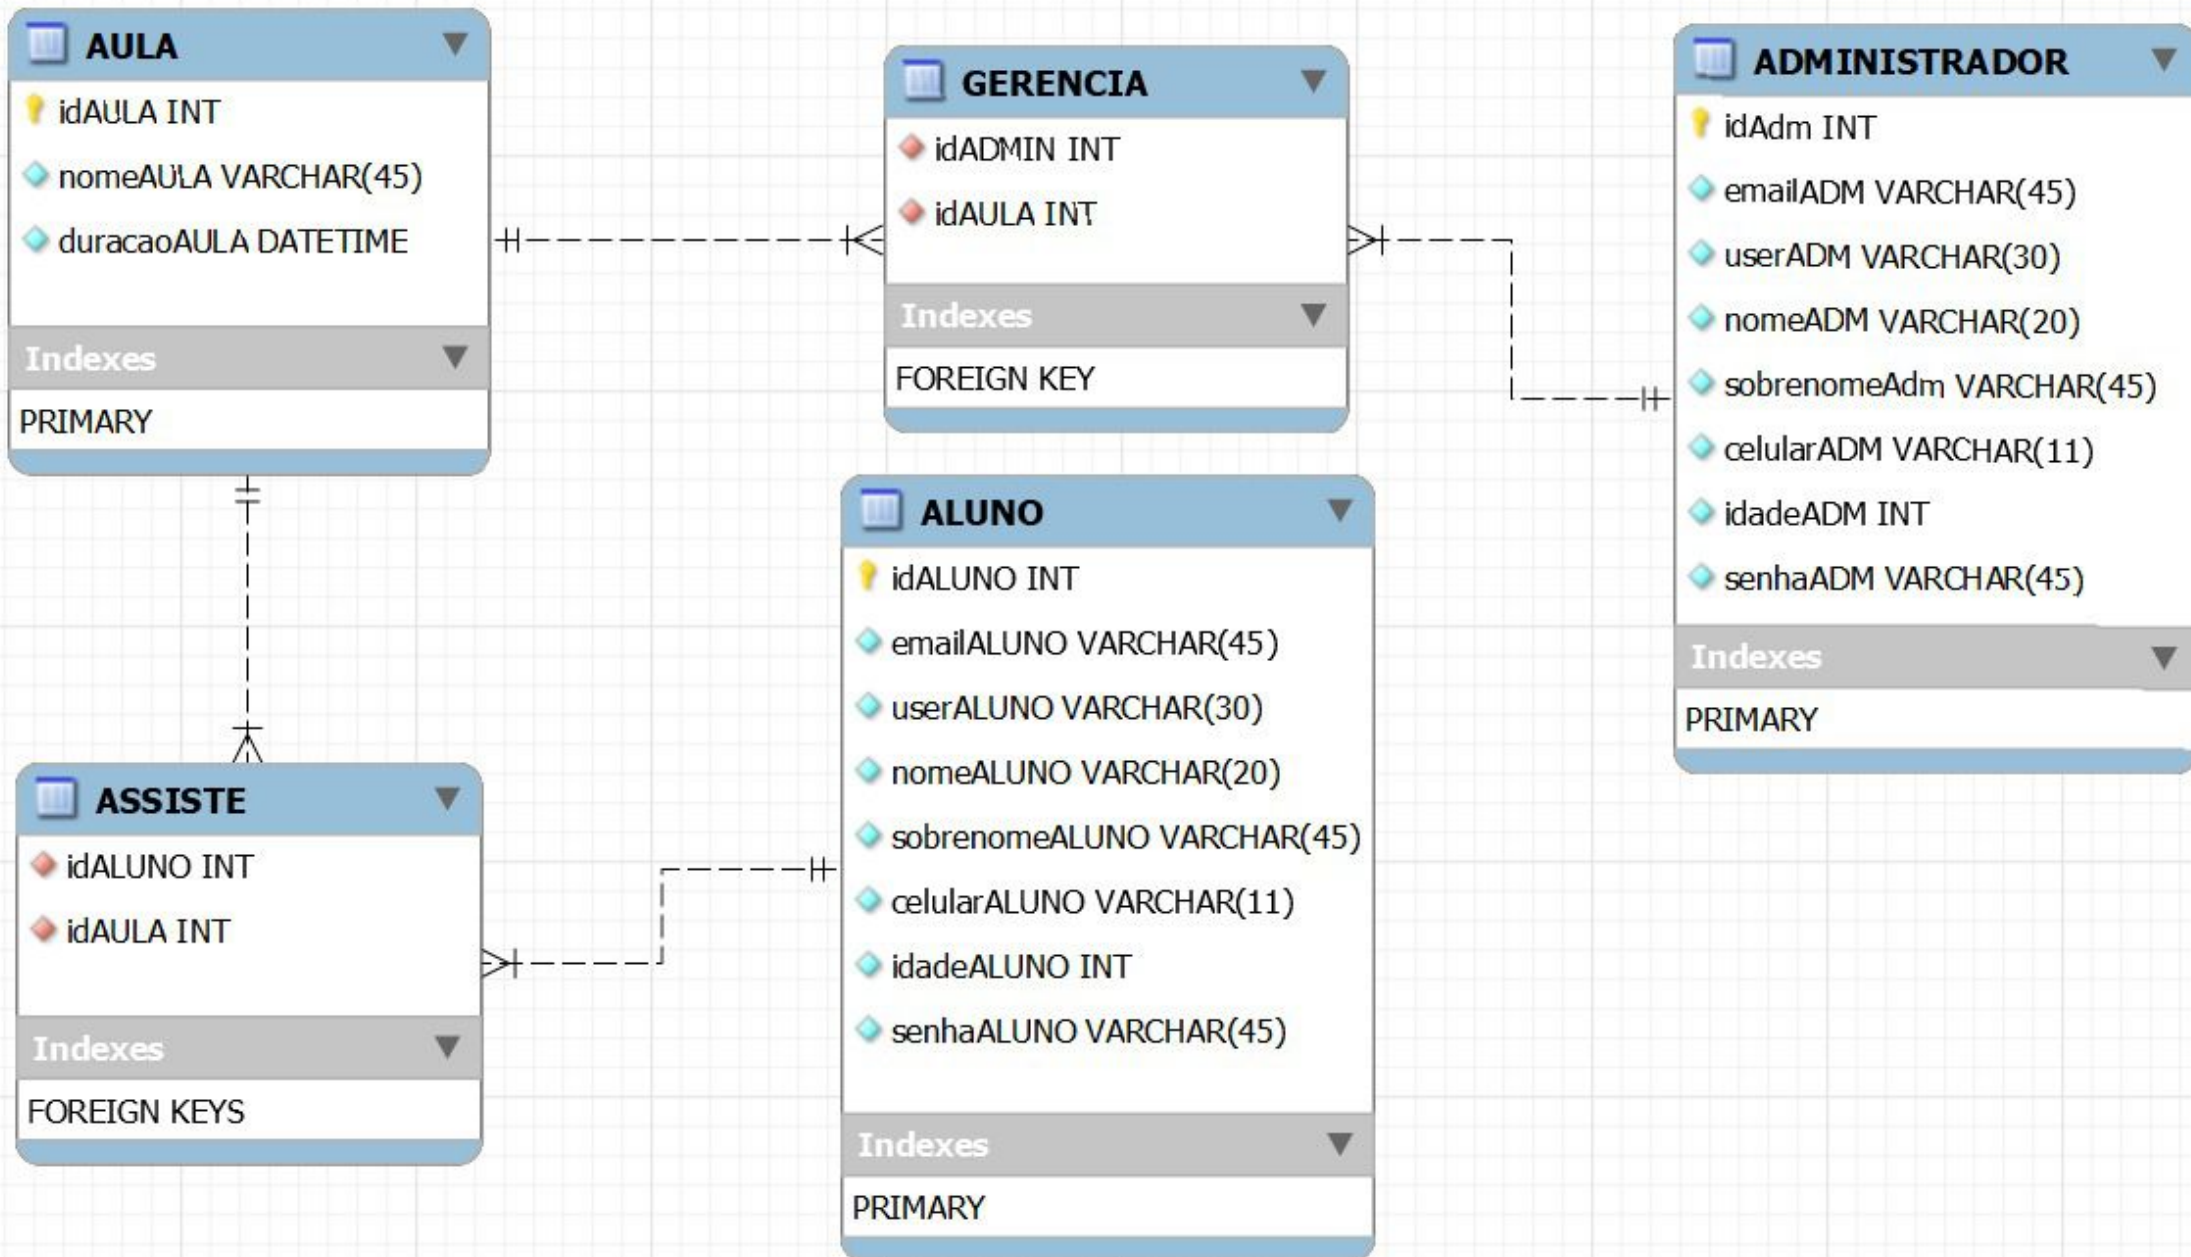 AULA
idAULA INT
nomeAULA VARCHAR(45)
duracaoAULA DATETIME
Indexes
PRIMARY
GERENCIA
idADMIN INT
idAULA INT
Indexes
FOREIGN KEY
ADMINISTRADOR
idAdm INT
emailADM VARCHAR(45)
userADM VARCHAR(30)
nomeADM VARCHAR(20)
sobrenomeAdm VARCHAR(45)
celularADM VARCHAR(11)
idadeADM INT
senhaADM VARCHAR(45)
Indexes
PRIMARY
ASSISTE
idALUNO INT
idAULA INT
Indexes
FOREIGN KEYS
ALUNO
idALUNO INT
emailALUNO VARCHAR(45)
userALUNO VARCHAR(30)
nomeALUNO VARCHAR(20)
sobrenomeALUNO VARCHAR(45)
celularALUNO VARCHAR(11)
idadeALUNO INT
senhaALUNO VARCHAR(45)
Indexes
PRIMARY